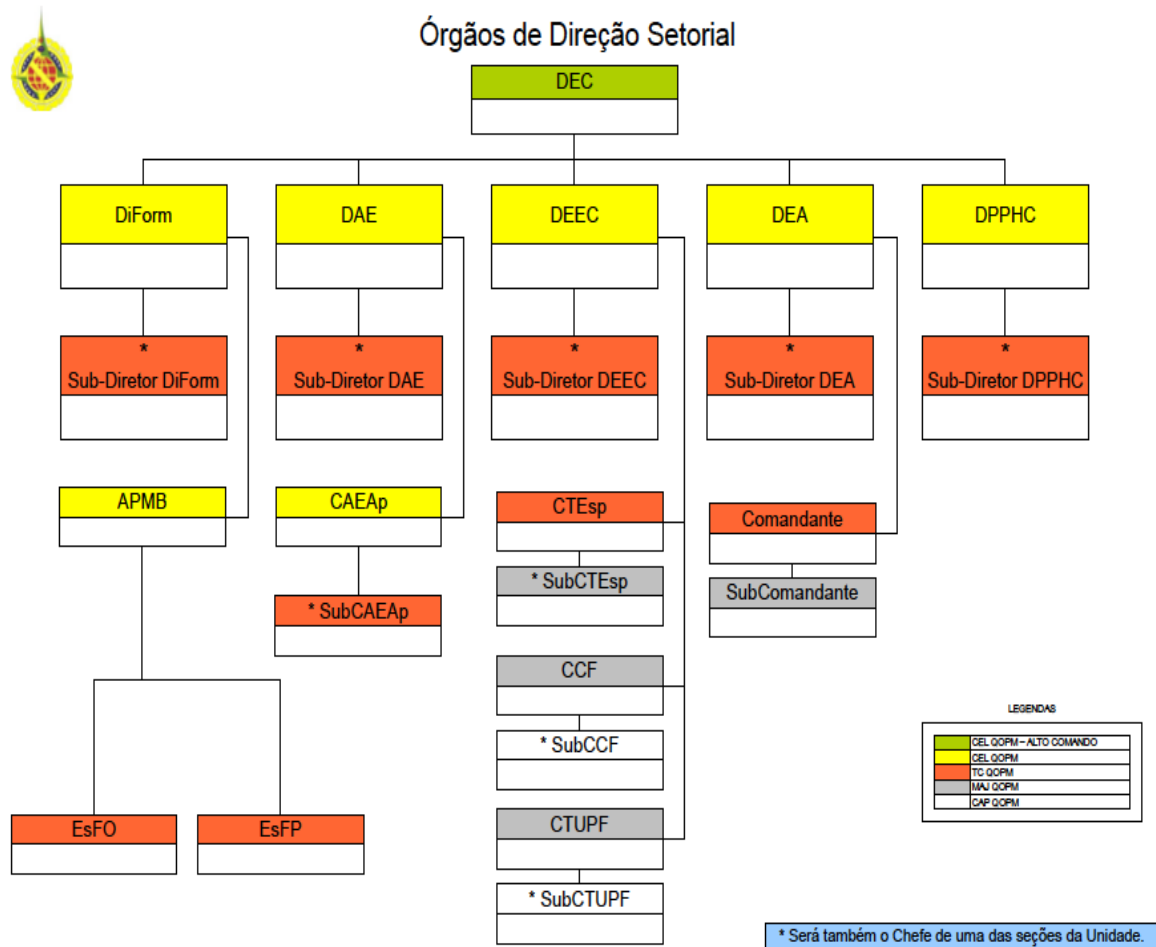 Órgãos de Direção Setorial
DEC
DiForm
DAE
DEEC
DEA
DPPHC
*
Sub-Diretor DiForm
*
Sub-Diretor DAE
*
Sub-Diretor DEEC
*
Sub-Diretor DEA
*
Sub-Diretor DPPHC
APMB
CAEAp
CTEsp
Comandante
* SubCTEsp
SubComandante
* SubCAEAp
CCF
* SubCCF
EsFO
EsFP
CTUPF
* SubCTUPF
LEGENDAS
CEL QOPM – ALTO COMANDO
CEL QOPM
TC QOPM
MAJ QOPM
CAP QOPM
* Será também o Chefe de uma das seções da Unidade.